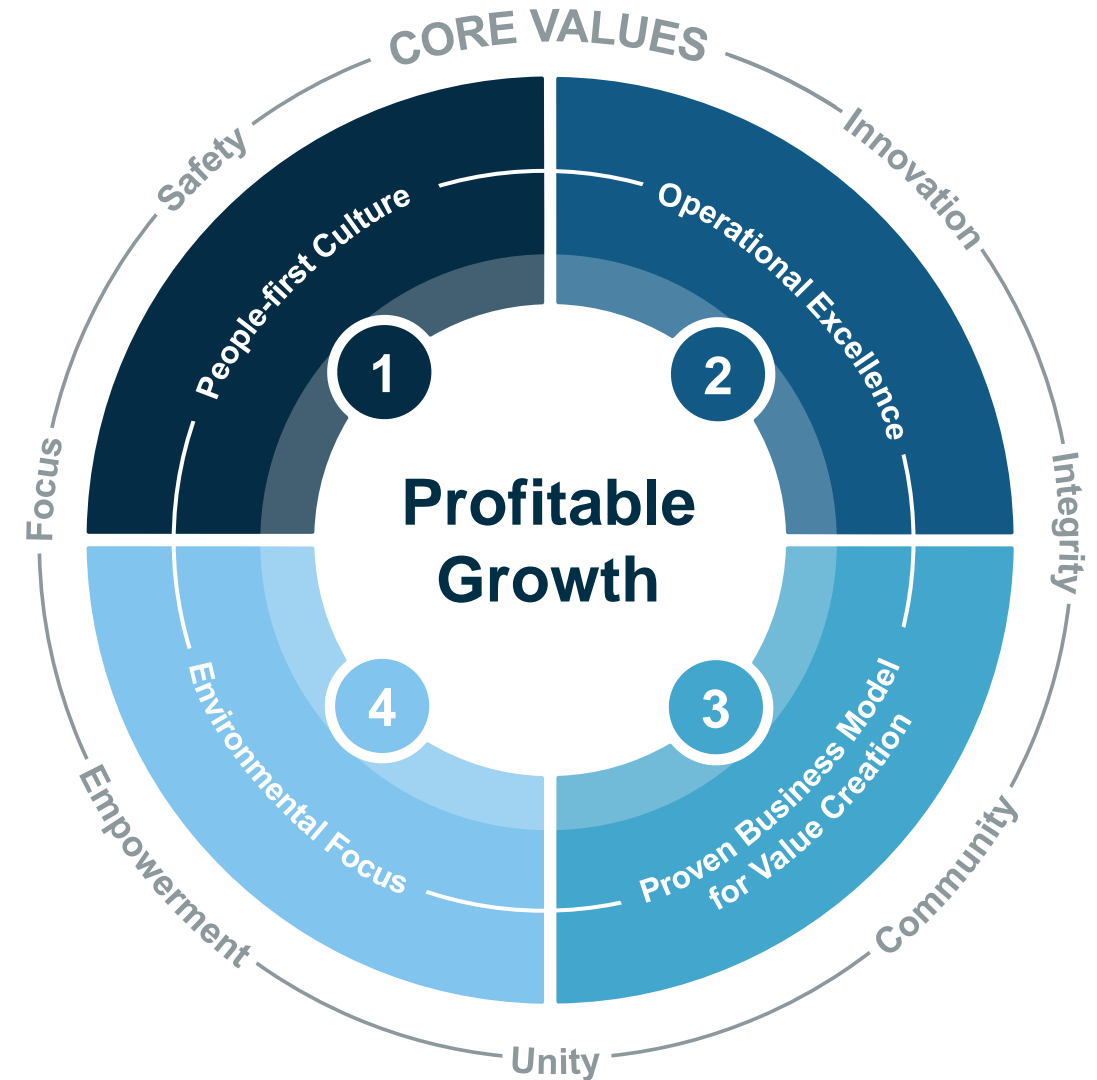 CORE VALUES
Innovation
Integrity
Community
Unity
Empowerment
Focus
Safety
People-first Culture
1
Operational Excellence
2
Proven Business Model
for Value Creation
3
Environmental Focus
4
Profitable
Growth